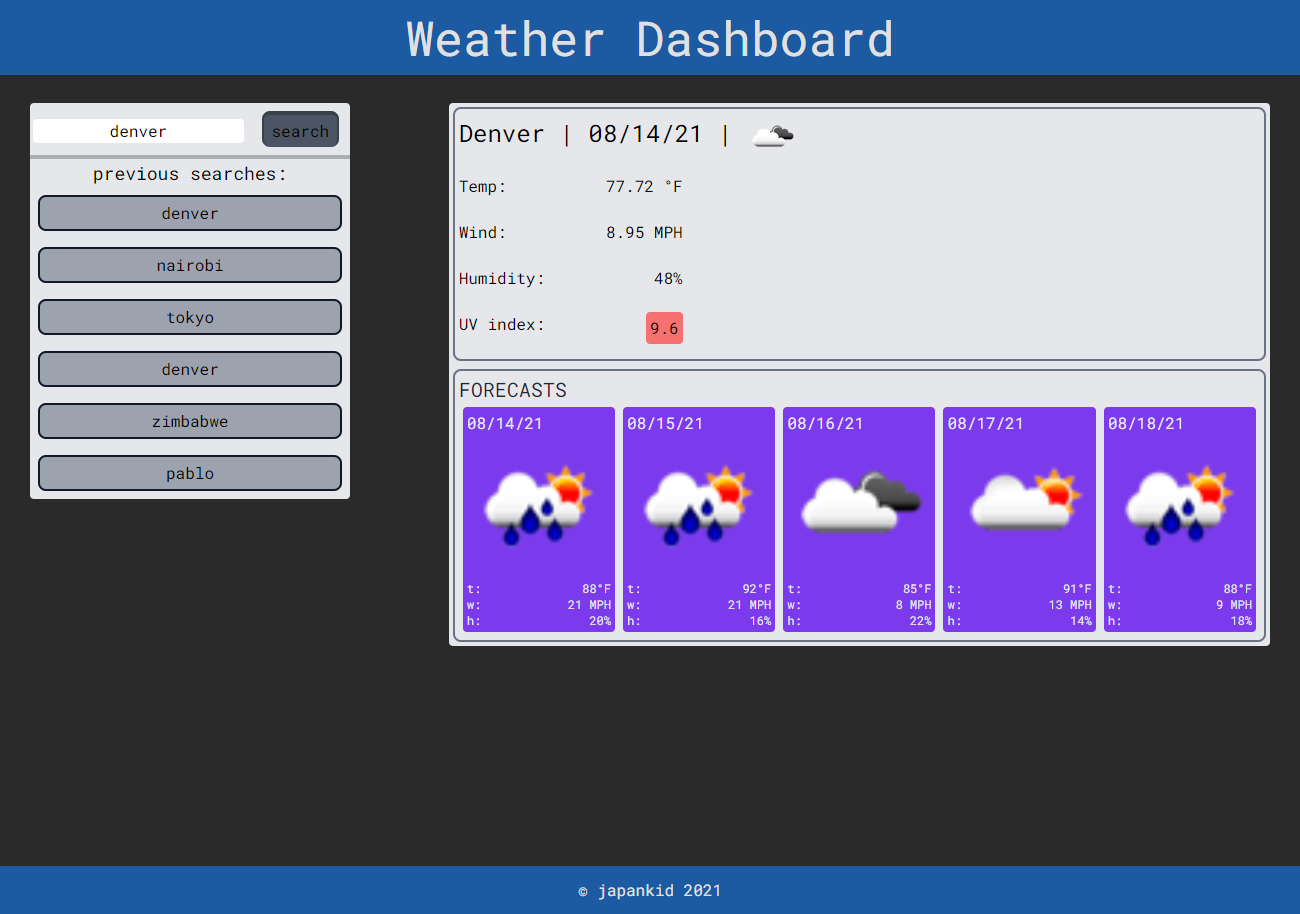 Weather Dashboard
denver
search
previous searches:
denver
nairobi
tokyo
denver
zimbabwe
pablo
Denver | 08/14/21 |
Temp: 77.72 °F
Wind: 8.95 MPH
Humidity: 48%
UV index: 9.6
FORECASTS
08/14/21
t: 88°F
w: 21 MPH
h: 20%
08/15/21
t: 92°F
w: 21 MPH
h: 16%
08/16/21
t: 85°F
w: 8 MPH
h: 22%
08/17/21
t: 91°F
w: 13 MPH
h: 14%
08/18/21
t: 88°F
w: 9 MPH
h: 18%
© japankid 2021